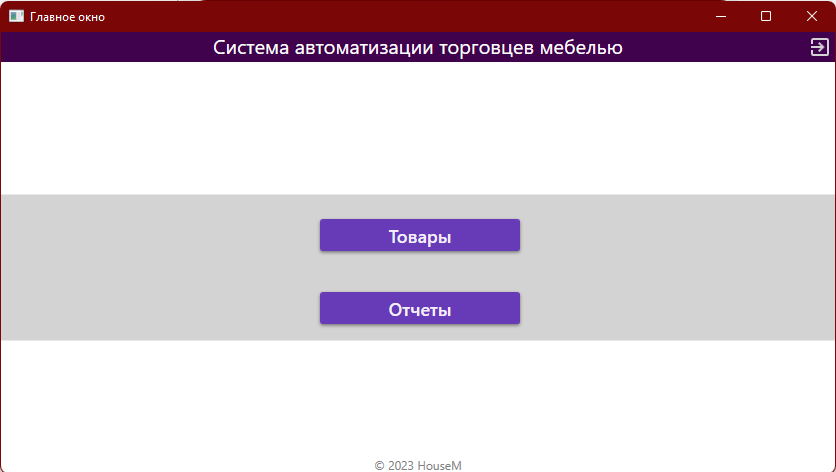 Главное окно
Система автоматизации торговцев мебелью
Товары
Отчеты
© 2023 HouseM